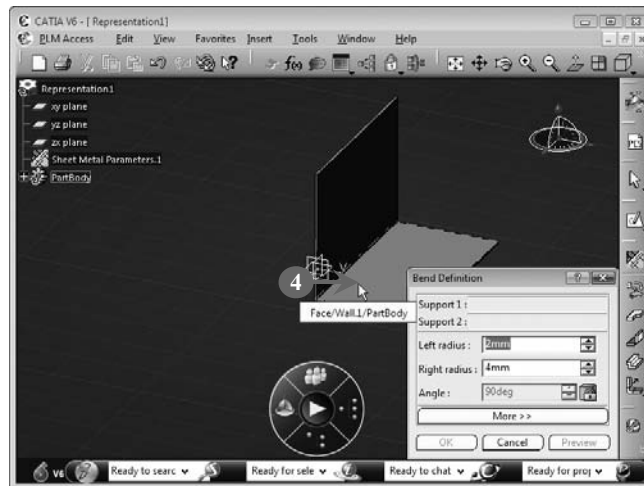 CATIA V6 - [ Representation1]
PLM Access Edit View Favorites Insert Tools Window Help
f(x)
Representation1
xy plane
yz plane
zx plane
Sheet Metal Parameters.1
PartBody
4
Face/Wall.1/PartBody
Bend Definition
Support 1 :
Support 2 :
Left radius : 2mm
Right radius : 4mm
Angle : 90deg
More >>
OK Cancel Preview
V6 Ready to searc Ready for sele Ready to chat Ready for proj